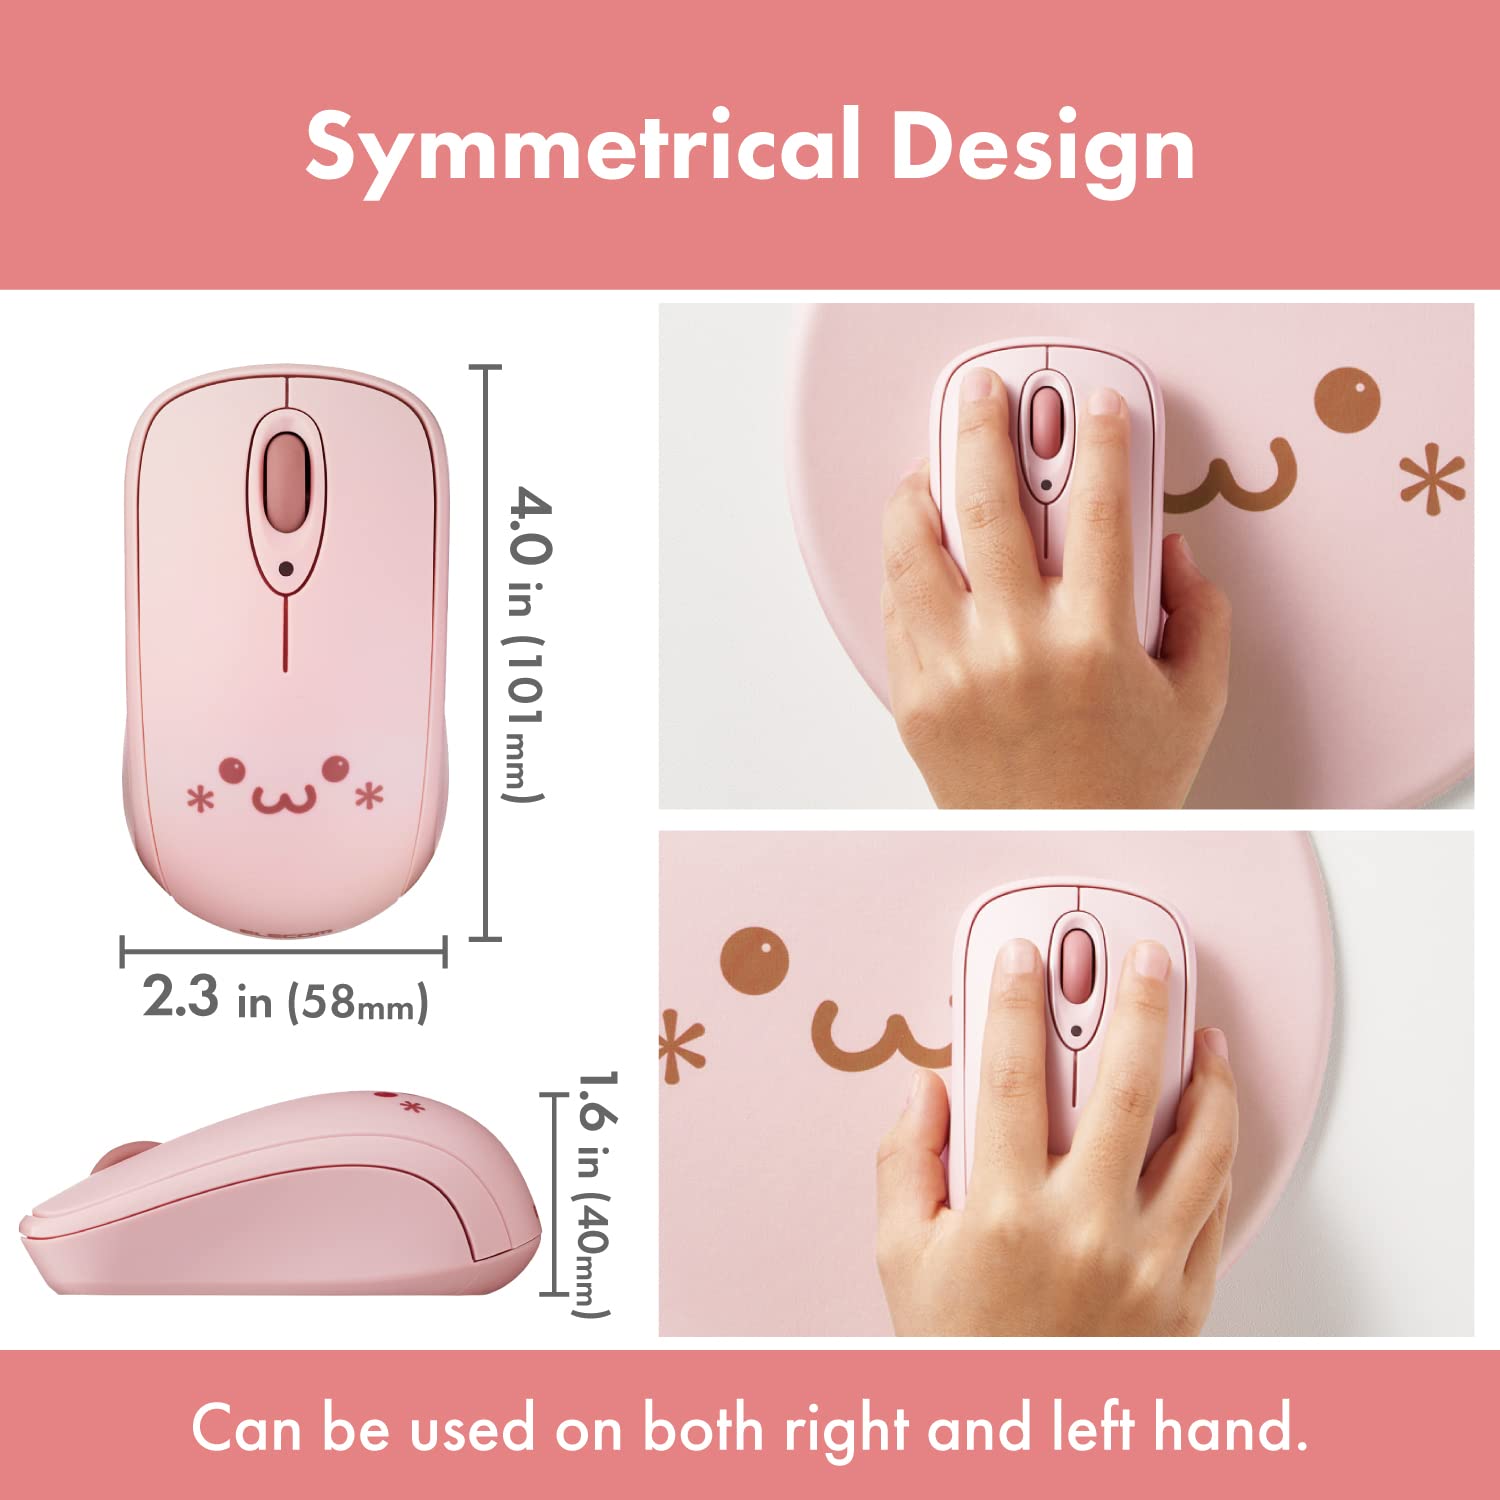 Symmetrical Design
4.0 in (101mm)
ELECOM
2.3 in (58mm)
1.6 in (40mm)
Can be used on both right and left hand.